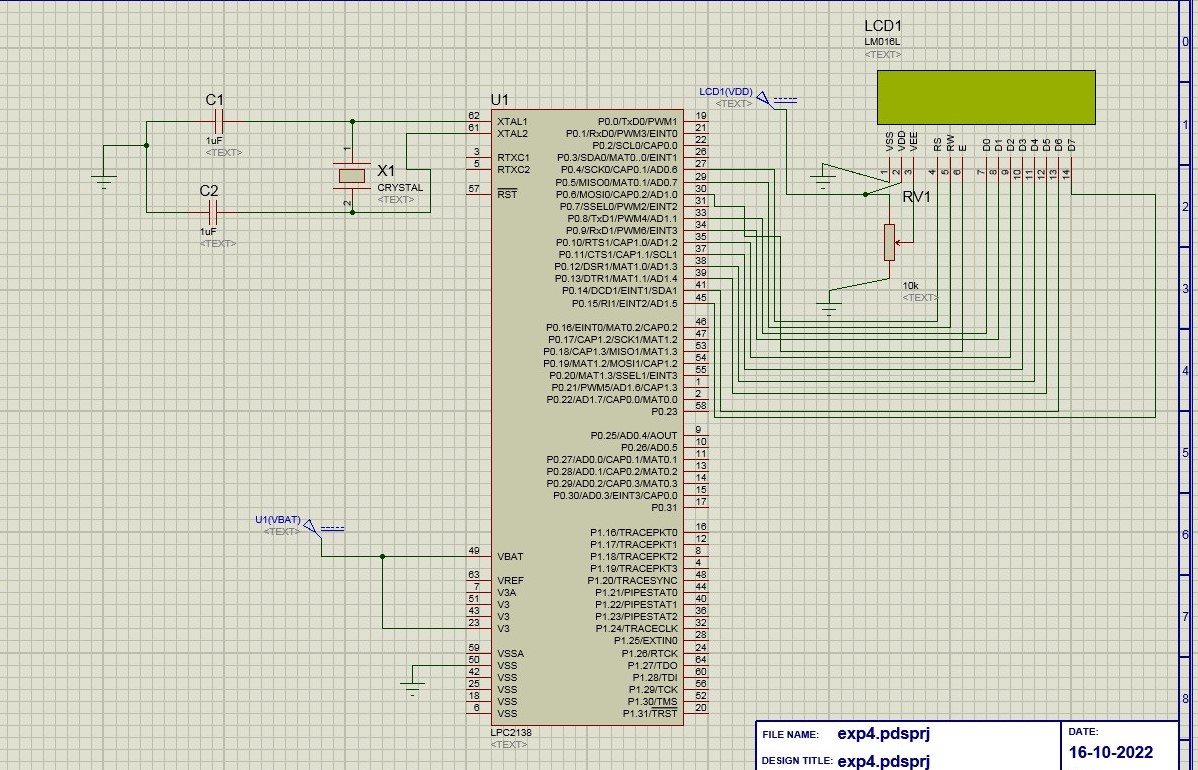 LCD1
LM016L
<TEXT>
VSS
VDD
VEE
RS
RW
E
D0
D1
D2
D3
D4
D5
D6
D7
1
2
3
4
5
6
7
8
9
10
11
12
13
14
LCD1(VDD)
<TEXT>
RV1
10k
<TEXT>
C1
1uF
<TEXT>
C2
1uF
<TEXT>
1
X1
CRYSTAL
<TEXT>
2
U1
62 XTAL1
61 XTAL2
3 RTXC1
5 RTXC2
57 RST
U1(VBAT)
<TEXT>
49 VBAT
63 VREF
7 V3A
51 V3
43 V3
23 V3
59 VSSA
50 VSS
42 VSS
25 VSS
18 VSS
6 VSS
P0.0/TxD0/PWM1 19
P0.1/RxD0/PWM3/EINT0 21
P0.2/SCL0/CAP0.0 22
P0.3/SDA0/MAT0..0/EINT1 26
P0.4/SCK0/CAP0.1/AD0.6 27
P0.5/MISO0/MAT0.1/AD0.7 29
P0.6/MOSI0/CAP0.2/AD1.0 30
P0.7/SSEL0/PWM2/EINT2 31
P0.8/TxD1/PWM4/AD1.1 33
P0.9/RxD1/PWM6/EINT3 34
P0.10/RTS1/CAP1.0/AD1.2 35
P0.11/CTS1/CAP1.1/SCL1 37
P0.12/DSR1/MAT1.0/AD1.3 38
P0.13/DTR1/MAT1.1/AD1.4 39
P0.14/DCD1/EINT1/SDA1 41
P0.15/RI1/EINT2/AD1.5 45
P0.16/EINT0/MAT0.2/CAP0.2 46
P0.17/CAP1.2/SCK1/MAT1.2 47
P0.18/CAP1.3/MISO1/MAT1.3 53
P0.19/MAT1.2/MOSI1/CAP1.2 54
P0.20/MAT1.3/SSEL1/EINT3 55
P0.21/PWM5/AD1.6/CAP1.3 1
P0.22/AD1.7/CAP0.0/MAT0.0 2
P0.23 58
P0.25/AD0.4/AOUT 9
P0.26/AD0.5 10
P0.27/AD0.0/CAP0.1/MAT0.1 11
P0.28/AD0.1/CAP0.2/MAT0.2 13
P0.29/AD0.2/CAP0.3/MAT0.3 14
P0.30/AD0.3/EINT3/CAP0.0 15
P0.31 17
P1.16/TRACEPKT0 16
P1.17/TRACEPKT1 12
P1.18/TRACEPKT2 8
P1.19/TRACEPKT3 4
P1.20/TRACESYNC 48
P1.21/PIPESTAT0 44
P1.22/PIPESTAT1 40
P1.23/PIPESTAT2 36
P1.24/TRACECLK 32
P1.25/EXTIN0 28
P1.26/RTCK 24
P1.27/TDO 64
P1.28/TDI 60
P1.29/TCK 56
P1.30/TMS 52
P1.31/TRST 20
LPC2138
<TEXT>
0
1
2
3
4
5
6
7
8
FILE NAME: exp4.pdsprj
DESIGN TITLE: exp4.pdsprj
DATE:
16-10-2022